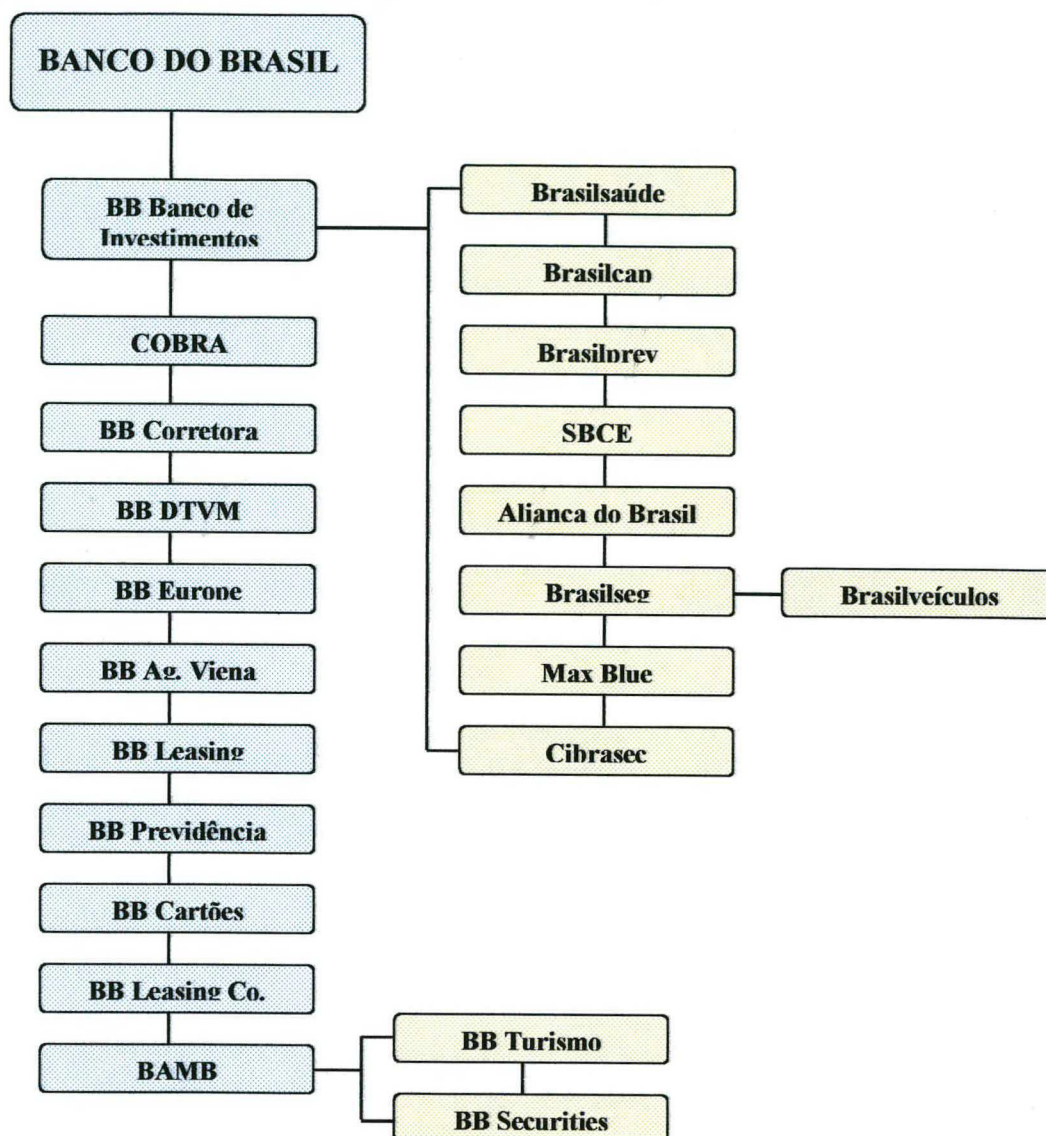 BANCO DO BRASIL
BB Banco de
Investimentos
COBRA
BB Corretora
BB DTVM
BB Europe
BB Ag. Viena
BB Leasing
BB Previdência
BB Cartões
BB Leasing Co.
BAMB
Brasilsaúde
Brasilcap
Brasilprev
SBCE
Alianca do Brasil
Brasilseg
Max Blue
Cibrasec
Brasilveículos
BB Turismo
BB Securities